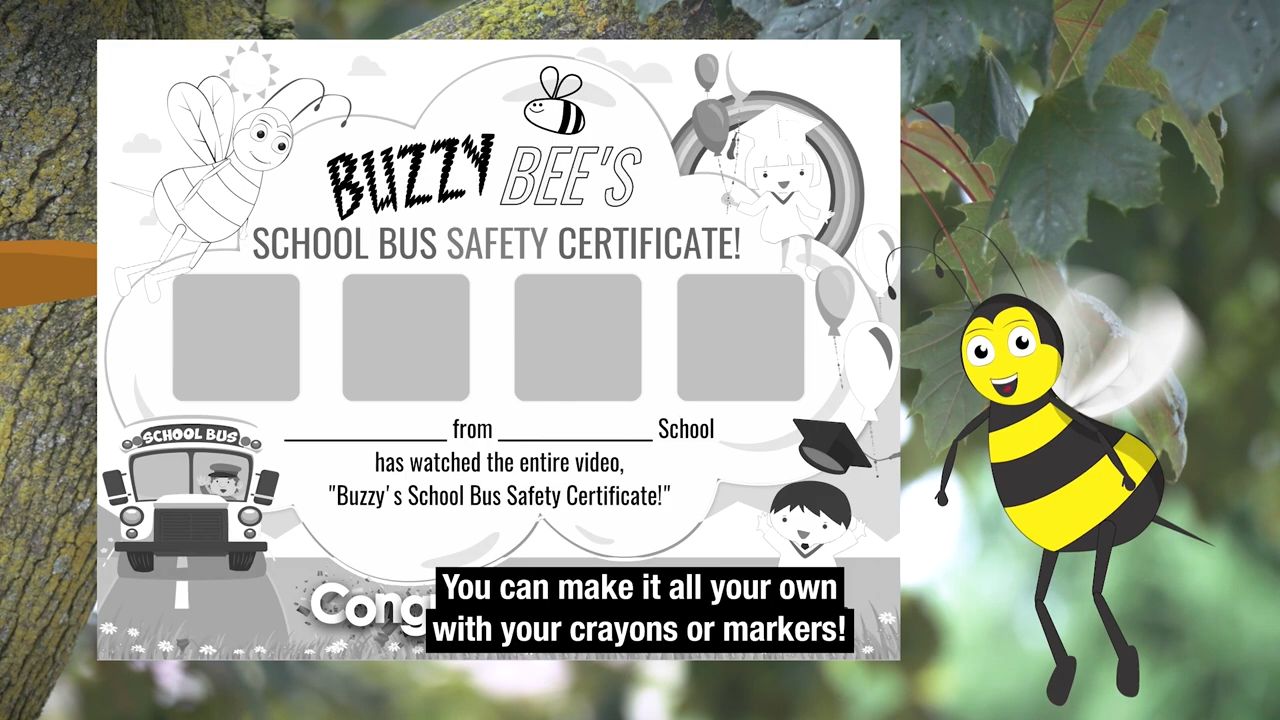 BUZZY BEE'S
SCHOOL BUS SAFETY CERTIFICATE!
SCHOOL BUS
from School
has watched the entire video,
"Buzzy's School Bus Safety Certificate!"
You can make it all your own
with your crayons or markers!